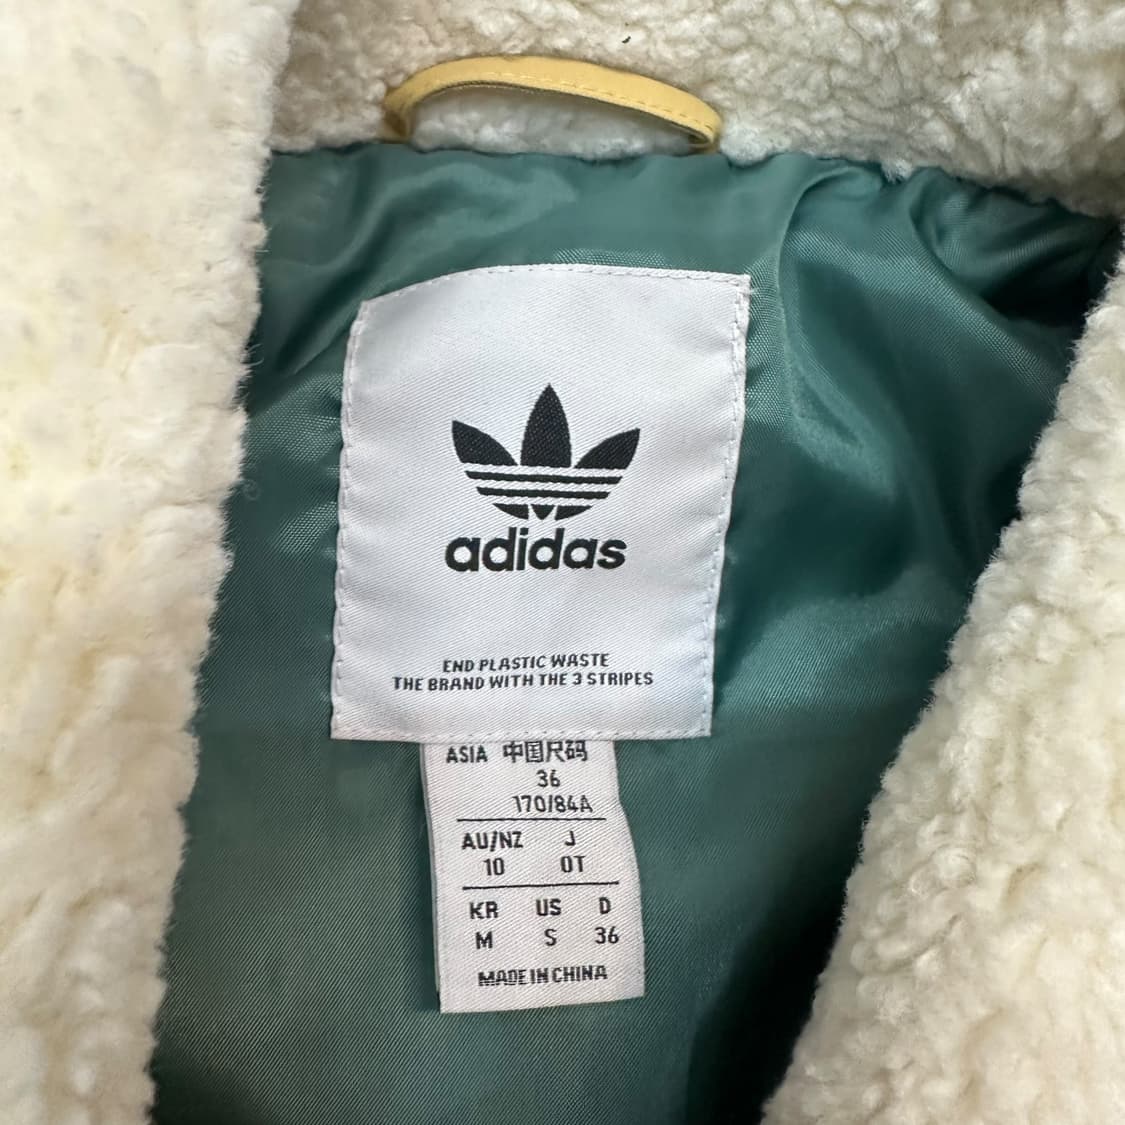 adidas
END PLASTIC WASTE
THE BRAND WITH THE 3 STRIPES
ASIA 中国尺码
36
170/84A
AU/NZ J
10 OT
KR US D
M S 36
MADE IN CHINA